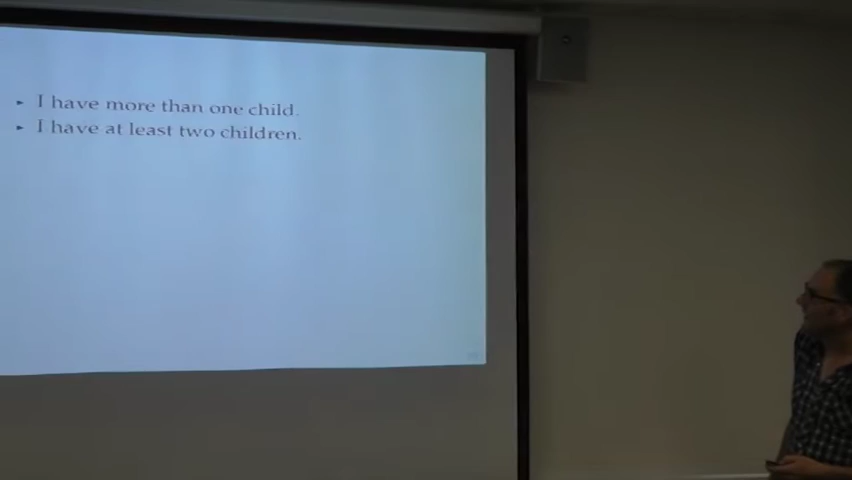 I have more than one child.
I have at least two children.